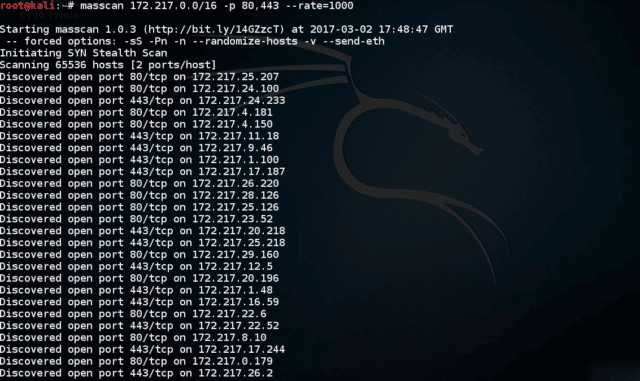 root@kali:~# masscan 172.217.0.0/16 -p 80,443 --rate=1000
Starting masscan 1.0.3 (http://bit.ly/14GZzcT) at 2017-03-02 17:48:47 GMT
-- forced options: -sS -Pn -n --randomize-hosts -v --send-eth
Initiating SYN Stealth Scan
Scanning 65536 hosts [2 ports/host]
Discovered open port 80/tcp on 172.217.25.207
Discovered open port 80/tcp on 172.217.24.100
Discovered open port 443/tcp on 172.217.24.233
Discovered open port 80/tcp on 172.217.4.181
Discovered open port 80/tcp on 172.217.4.150
Discovered open port 443/tcp on 172.217.11.18
Discovered open port 443/tcp on 172.217.9.46
Discovered open port 443/tcp on 172.217.1.100
Discovered open port 443/tcp on 172.217.17.187
Discovered open port 80/tcp on 172.217.26.220
Discovered open port 80/tcp on 172.217.28.126
Discovered open port 80/tcp on 172.217.25.126
Discovered open port 443/tcp on 172.217.23.52
Discovered open port 443/tcp on 172.217.20.218
Discovered open port 443/tcp on 172.217.25.218
Discovered open port 80/tcp on 172.217.29.160
Discovered open port 443/tcp on 172.217.12.5
Discovered open port 80/tcp on 172.217.20.196
Discovered open port 443/tcp on 172.217.1.48
Discovered open port 443/tcp on 172.217.16.59
Discovered open port 80/tcp on 172.217.22.6
Discovered open port 443/tcp on 172.217.22.52
Discovered open port 80/tcp on 172.217.8.10
Discovered open port 443/tcp on 172.217.17.244
Discovered open port 80/tcp on 172.217.0.179
Discovered open port 443/tcp on 172.217.26.2